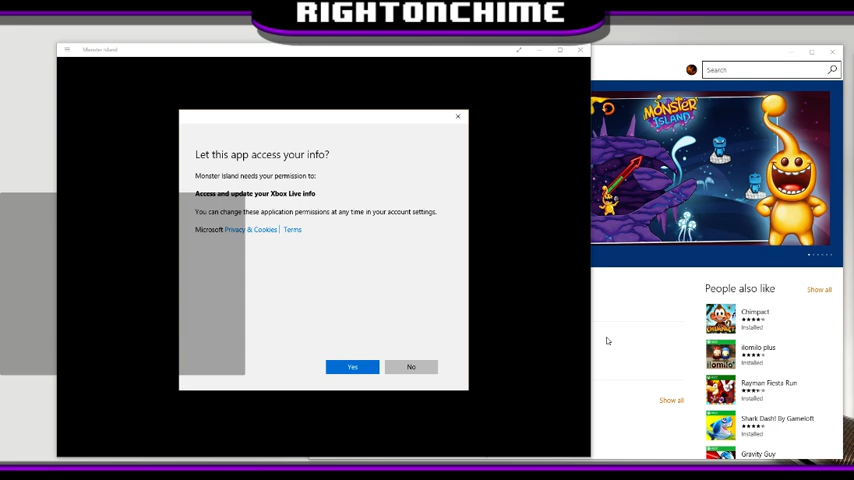 RIGHTONCHIME
Monster Island
Search
MONSTER
ISLAND
Let this app access your info?
Monster Island needs your permission to:
Access and update your Xbox Live info
You can change these application permissions at any time in your account settings.
Microsoft Privacy & Cookies | Terms
Yes
No
People also like
Show all
Chimpact
Installed
ilomilo plus
Installed
Rayman Fiesta Run
Installed
Show all
Shark Dash! By Gameloft
Installed
Gravity Guy